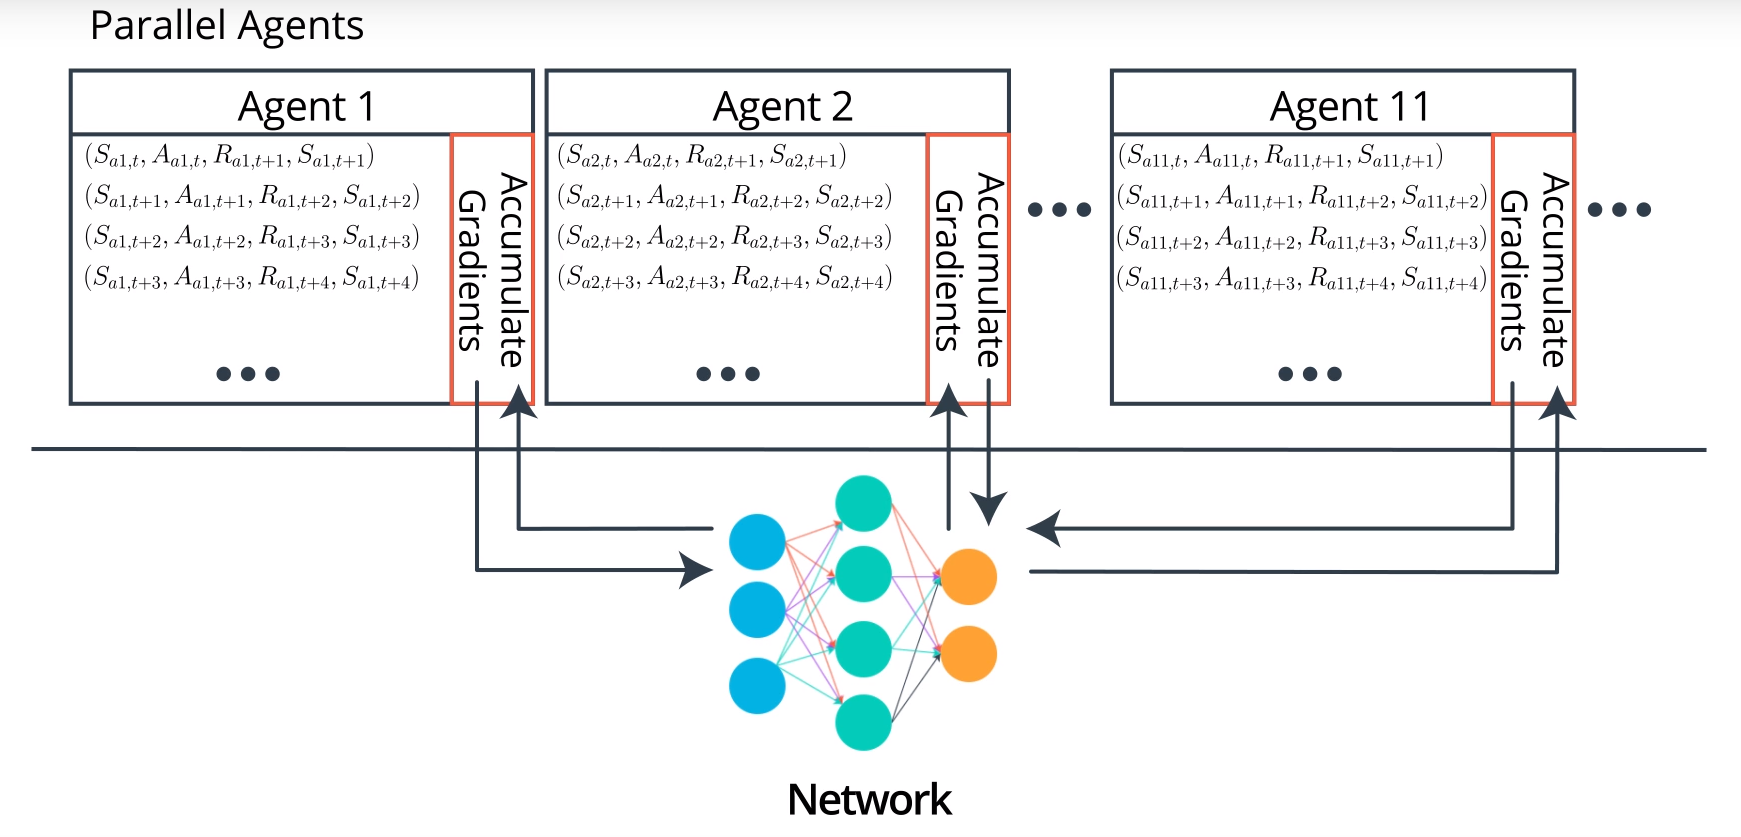 Parallel Agents
Agent 1
(S_{a1,t}, A_{a1,t}, R_{a1,t+1}, S_{a1,t+1})
(S_{a1,t+1}, A_{a1,t+1}, R_{a1,t+2}, S_{a1,t+2})
(S_{a1,t+2}, A_{a1,t+2}, R_{a1,t+3}, S_{a1,t+3})
(S_{a1,t+3}, A_{a1,t+3}, R_{a1,t+4}, S_{a1,t+4})
Accumulate
Gradients
Agent 2
(S_{a2,t}, A_{a2,t}, R_{a2,t+1}, S_{a2,t+1})
(S_{a2,t+1}, A_{a2,t+1}, R_{a2,t+2}, S_{a2,t+2})
(S_{a2,t+2}, A_{a2,t+2}, R_{a2,t+3}, S_{a2,t+3})
(S_{a2,t+3}, A_{a2,t+3}, R_{a2,t+4}, S_{a2,t+4})
Accumulate
Gradients
Agent 11
(S_{a11,t}, A_{a11,t}, R_{a11,t+1}, S_{a11,t+1})
(S_{a11,t+1}, A_{a11,t+1}, R_{a11,t+2}, S_{a11,t+2})
(S_{a11,t+2}, A_{a11,t+2}, R_{a11,t+3}, S_{a11,t+3})
(S_{a11,t+3}, A_{a11,t+3}, R_{a11,t+4}, S_{a11,t+4})
Accumulate
Gradients
Network